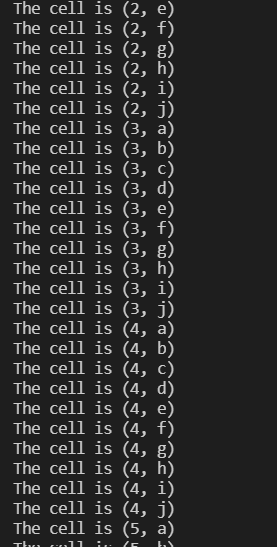 The cell is (2, e)
The cell is (2, f)
The cell is (2, g)
The cell is (2, h)
The cell is (2, i)
The cell is (2, j)
The cell is (3, a)
The cell is (3, b)
The cell is (3, c)
The cell is (3, d)
The cell is (3, e)
The cell is (3, f)
The cell is (3, g)
The cell is (3, h)
The cell is (3, i)
The cell is (3, j)
The cell is (4, a)
The cell is (4, b)
The cell is (4, c)
The cell is (4, d)
The cell is (4, e)
The cell is (4, f)
The cell is (4, g)
The cell is (4, h)
The cell is (4, i)
The cell is (4, j)
The cell is (5, a)